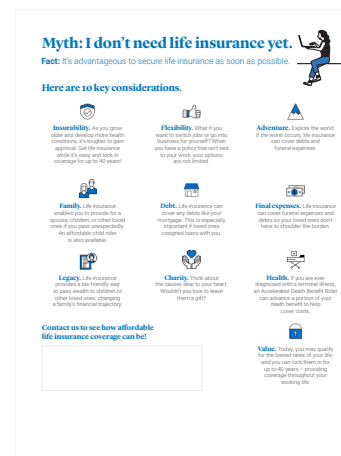 Myth: I don't need life insurance yet.
Fact: It's advantageous to secure life insurance as soon as possible.
Here are 10 key considerations.
Insurability. As you grow
older and develop more health
conditions, it's tougher to gain
approval. Get life insurance
while it's easy and lock in
coverage for up to 40 years!
Flexibility. What if you
want to switch jobs or go into
business for yourself? When
you have a policy that isn't tied
to your work, your options
are not limited.
Adventure. Explore the world.
If the worst occurs, life insurance
can cover debts and
funeral expenses.
Family. Life insurance
enables you to provide for a
spouse, children, or other loved
ones if you pass unexpectedly.
An affordable child rider
is also available.
Debt. Life insurance can
cover any debts like your
mortgage. This is especially
important if loved ones
cosigned loans with you.
Final expenses. Life insurance
can cover funeral expenses and
debts so your loved ones don't
have to shoulder the burden.
Legacy. Life insurance
provides a tax-friendly way
to pass wealth to children or
other loved ones, changing
a family's financial trajectory.
Charity. Think about
the causes dear to your heart.
Wouldn't you love to leave
them a gift?
Health. If you are ever
diagnosed with a terminal illness,
an Accelerated Death Benefit Rider
can advance a portion of your
death benefit to help
cover costs.
Contact us to see how affordable
life insurance coverage can be!
Value. Today, you may qualify
for the lowest rates of your life,
and you can lock them in for
up to 40 years – providing
coverage throughout your
working life.